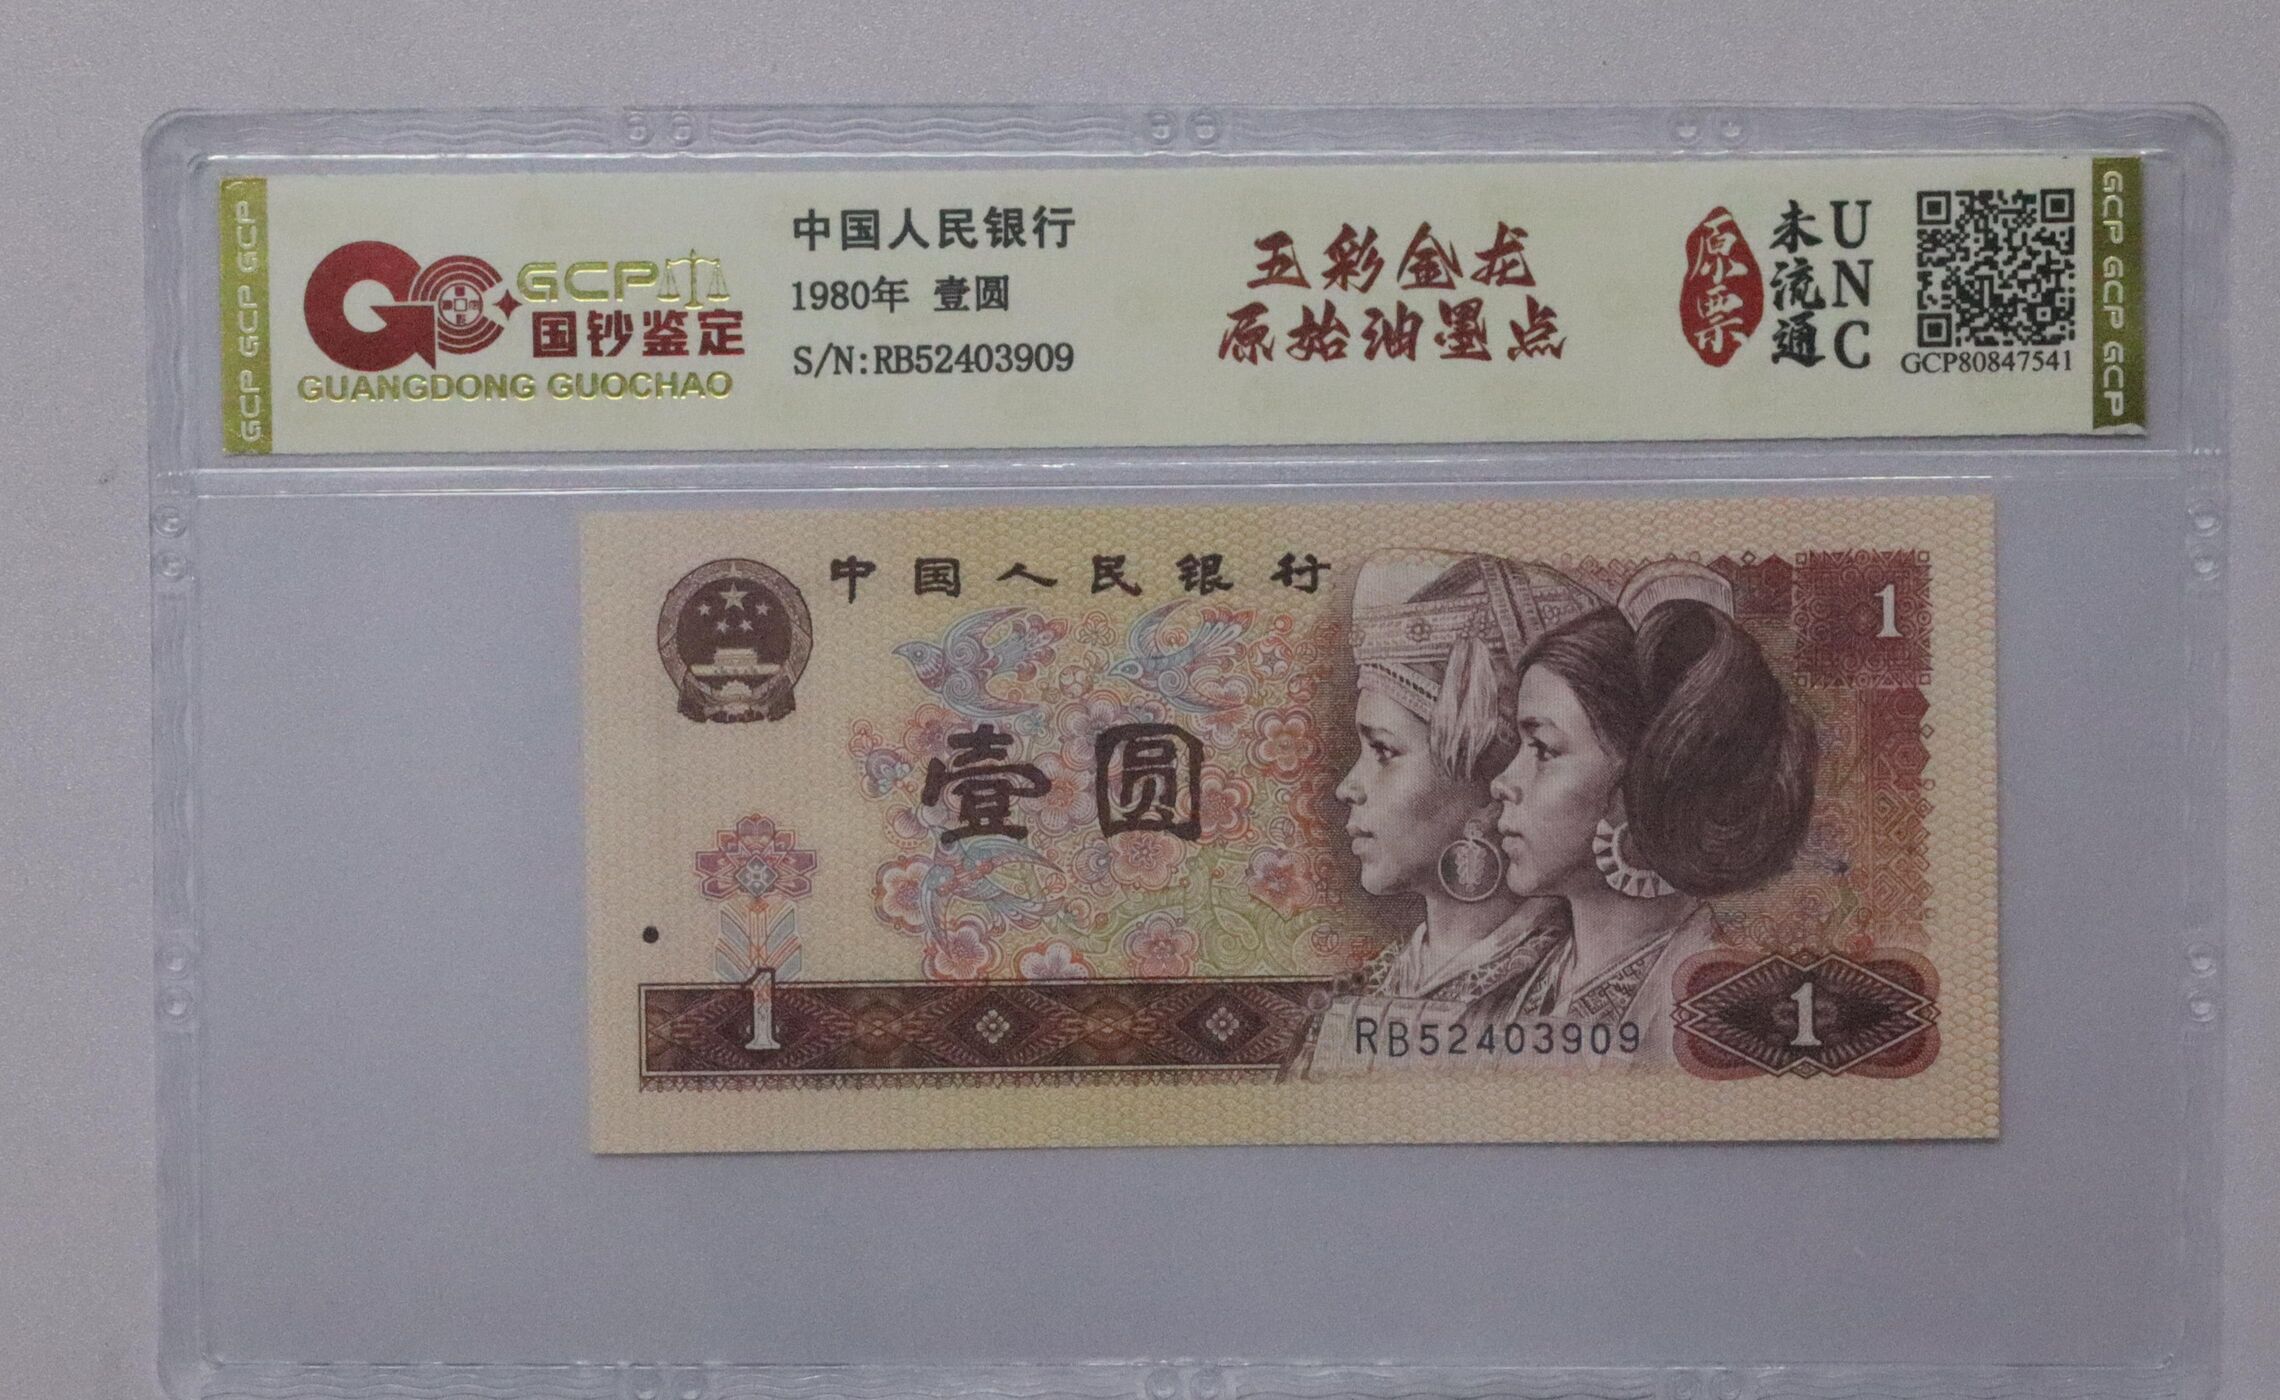 GCP GCP GCP
GCP
国钞鉴定
GUANGDONG GUOCHAO
中国人民银行
1980年 壹圆
S/N:RB52403909
五彩金龙
原始油墨点
原票
未流通
UNC
GCP80847541
GCP GCP GCP
中国人民银行
1
壹圆
1
RB52403909
1